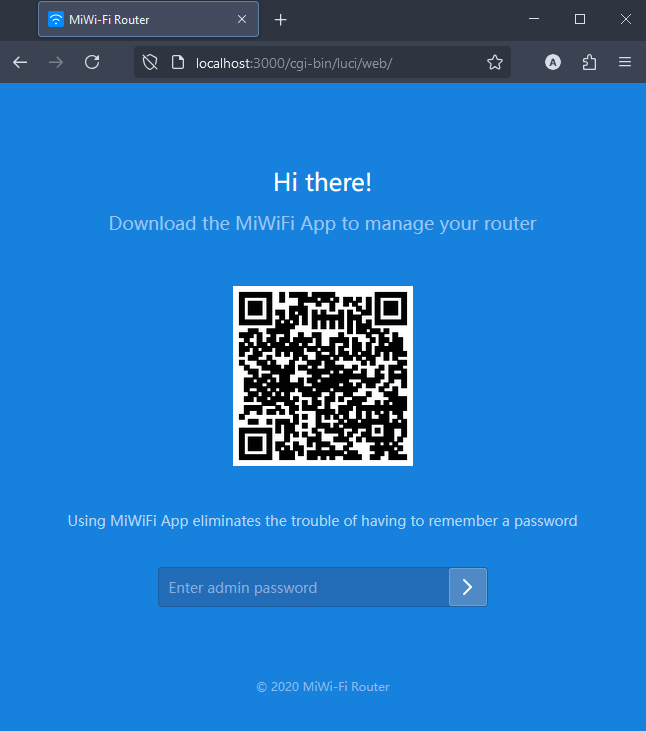 MiWi-Fi Router
localhost:3000/cgi-bin/luci/web/
A
Hi there!
Download the MiWiFi App to manage your router
Using MiWiFi App eliminates the trouble of having to remember a password
Enter admin password
© 2020 MiWi-Fi Router